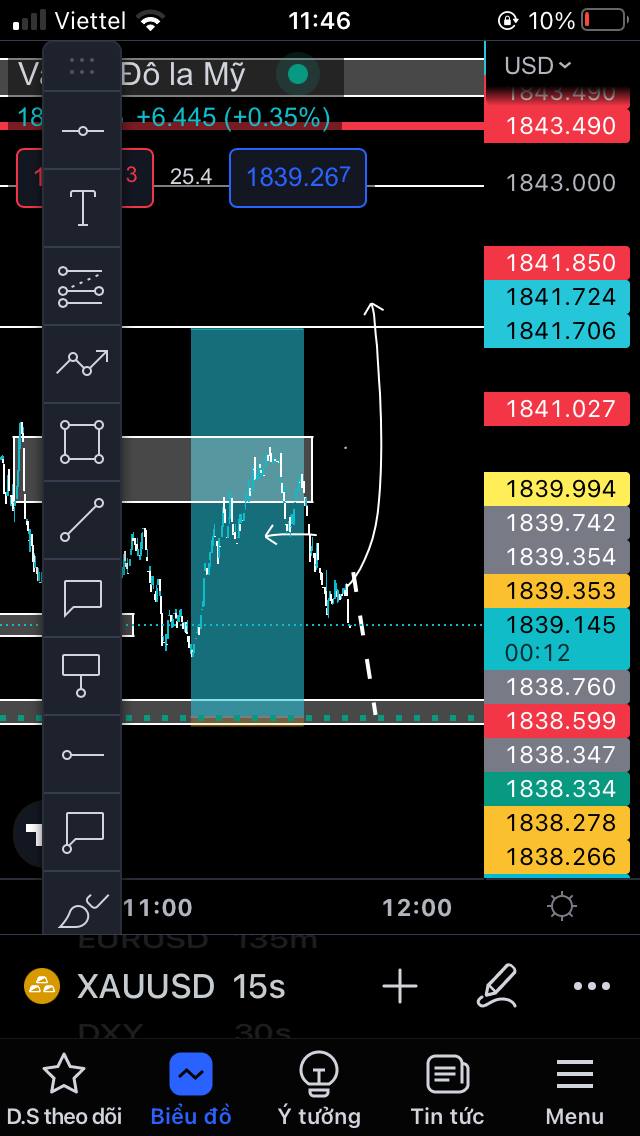 Viettel 11:46 10%
Đô la Mỹ
USD
1843.490
+6.445 (+0.35%)
1843.490
3
25.4
1839.267
1843.000
1841.850
1841.724
1841.706
1841.027
1839.994
1839.742
1839.354
1839.353
1839.145
00:12
1838.760
1838.599
1838.347
1838.334
1838.278
1838.266
11:00
12:00
EURUSD 135m
XAUUSD 15s
DXY 30s
D.S theo dõi
Biểu đồ
Ý tưởng
Tin tức
Menu